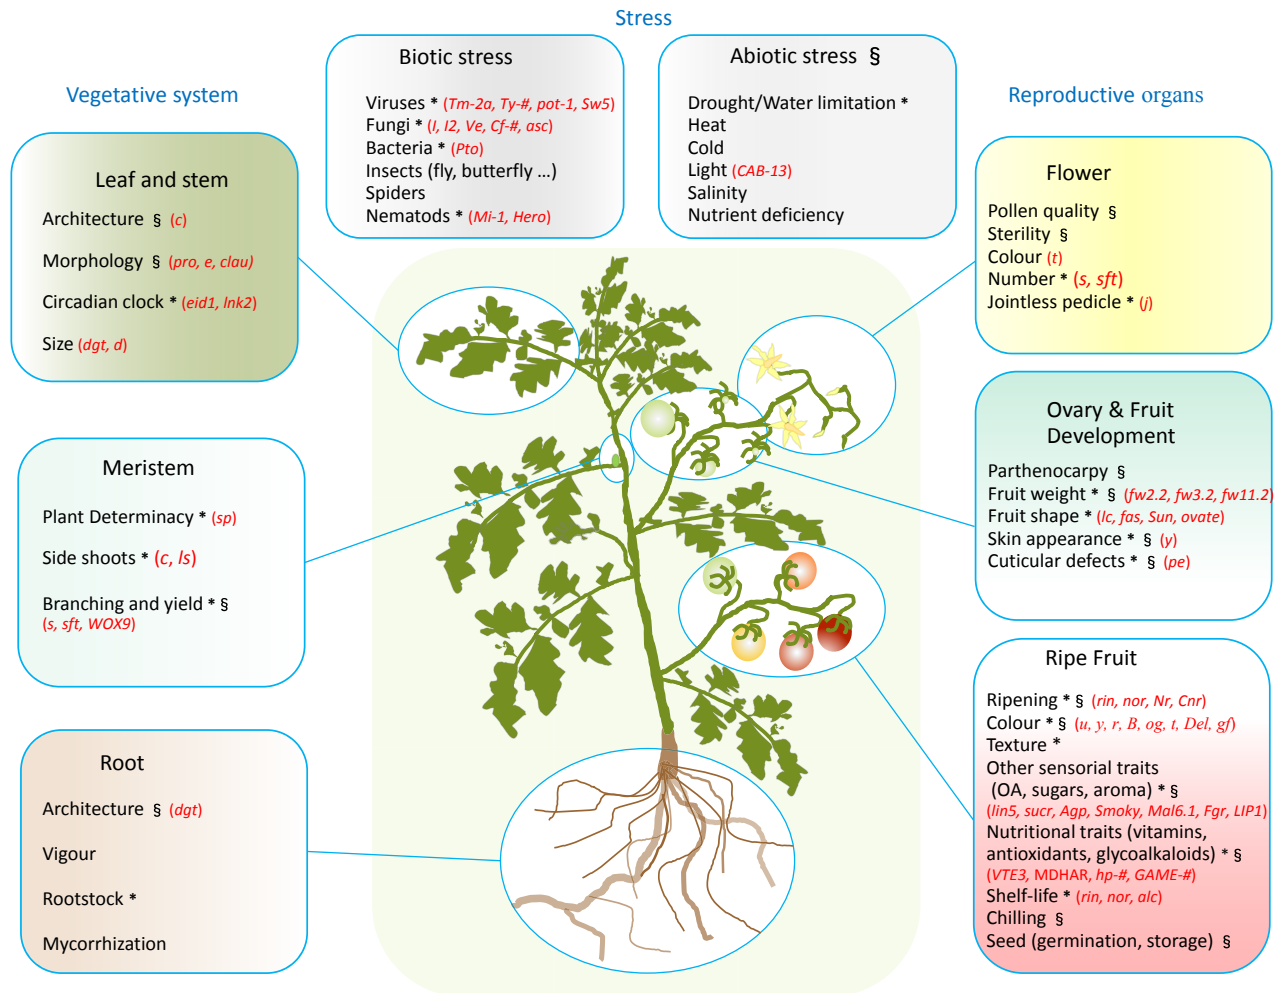 Stress
Vegetative system
Leaf and stem
Architecture § (c)
Morphology § (pro, e, clau)
Circadian clock * (eid1, lnk2)
Size (dgt, d)
Meristem
Plant Determinacy * (sp)
Side shoots * (c, ls)
Branching and yield * §
(s, sft, WOX9)
Root
Architecture § (dgt)
Vigour
Rootstock *
Mycorrhization
Biotic stress
Viruses * (Tm-2a, Ty-#, pot-1, Sw5)
Fungi * (I, I2, Ve, Cf-#, asc)
Bacteria * (Pto)
Insects (fly, butterfly ...)
Spiders
Nematods * (Mi-1, Hero)
Abiotic stress §
Drought/Water limitation *
Heat
Cold
Light (CAB-13)
Salinity
Nutrient deficiency
Reproductive organs
Flower
Pollen quality §
Sterility §
Colour (t)
Number * (s, sft)
Jointless pedicle * (j)
Ovary & Fruit
Development
Parthenocarpy §
Fruit weight * § (fw2.2, fw3.2, fw11.2)
Fruit shape * (lc, fas, Sun, ovate)
Skin appearance * § (y)
Cuticular defects * § (pe)
Ripe Fruit
Ripening * § (rin, nor, Nr, Cnr)
Colour * § (u, y, r, B, og, t, Del, gf)
Texture *
Other sensorial traits
(OA, sugars, aroma) * §
(lin5, sucr, Agp, Smoky, Mal6.1, Fgr, LIP1)
Nutritional traits (vitamins,
antioxidants, glycoalkaloids) * §
(VTE3, MDHAR, hp-#, GAME-#)
Shelf-life * (rin, nor, alc)
Chilling §
Seed (germination, storage) §